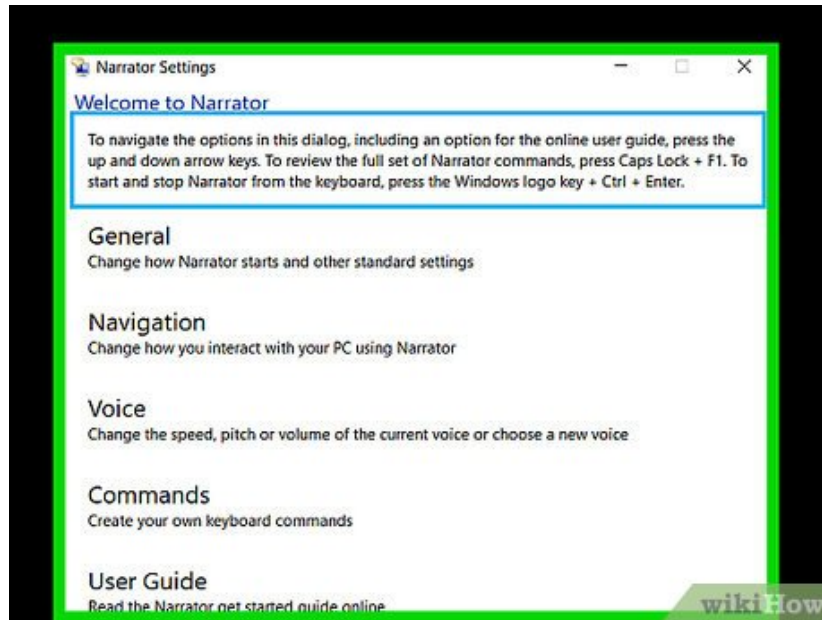 Narrator Settings
Welcome to Narrator
To navigate the options in this dialog, including an option for the online user guide, press the
up and down arrow keys. To review the full set of Narrator commands, press Caps Lock + F1. To
start and stop Narrator from the keyboard, press the Windows logo key + Ctrl + Enter.
General
Change how Narrator starts and other standard settings
Navigation
Change how you interact with your PC using Narrator
Voice
Change the speed, pitch or volume of the current voice or choose a new voice
Commands
Create your own keyboard commands
User Guide
Read the Narrator get started guide online
wikiHow